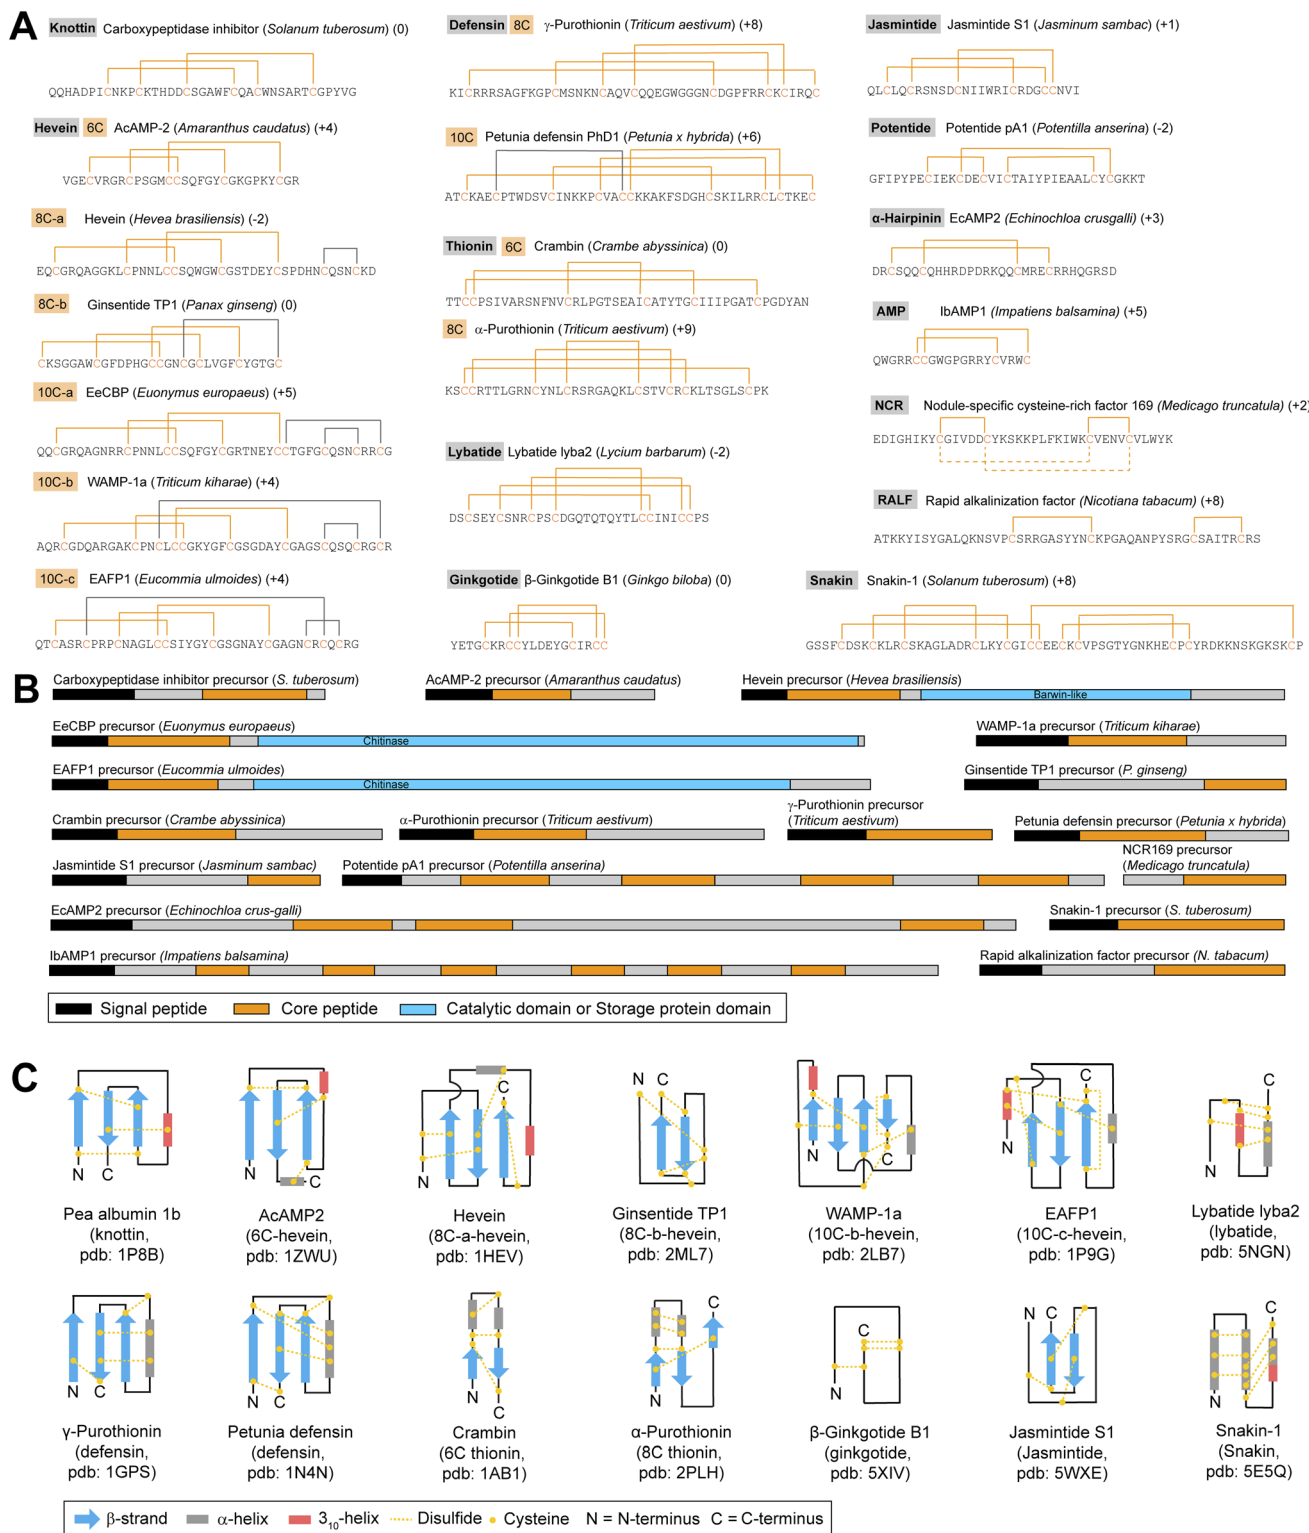 A
Knottin Carboxypeptidase inhibitor (Solanum tuberosum) (0)
QQHADPICNKPCKTHDDCSGAWFCQACWNSARTCGPYVG
Hevein 6C AcAMP-2 (Amaranthus caudatus) (+4)
VGECVRGRCPSGMCCSQFGYCGKGPKYCGR
8C-a Hevein (Hevea brasiliensis) (-2)
EQCGRQAGGKLCPNNLCCSQWGWCGSTDEYCSPDHNCQSNCKD
8C-b Ginsentide TP1 (Panax ginseng) (0)
CKSGGAWCGFDPHGCCGNCGCLVGFCYGTGC
10C-a EeCBP (Euonymus europaeus) (+5)
QQCGRQAGNRRCPNNLCCSQFGYCGRTNEYCCTGFGCQSNCRRCG
10C-b WAMP-1a (Triticum kiharae) (+4)
AQRCGDQARGAKCPNCLCCGKYGFCGSGDAYCGAGSCQSQCRGCR
10C-c EAFP1 (Eucommia ulmoides) (+4)
QTCASRCPRPCNAGLCCSIYGYCGSGNAYCGAGNCRCQCRG
Defensin 8C γ-Purothionin (Triticum aestivum) (+8)
KICRRRSAGFKGPCMSNKNCAQVCQQEGWGGGNCDGPFRRCKCIRQC
10C Petunia defensin PhD1 (Petunia x hybrida) (+6)
ATCKAECPTWDSVCINKKPCVACCKKAKFSDGHCSKILRRCLCTKEC
Thionin 6C Crambin (Crambe abyssinica) (0)
TTCCPSIVARSNFNVCRLPGTSEAICATYTGCIIIPGATCPGDYAN
8C α-Purothionin (Triticum aestivum) (+9)
KSCCRTTLGRNCYNLCRSRGAQKLCSTVCRCKLTSGLSCPK
Lybatide Lybatide lyba2 (Lycium barbarum) (-2)
DSCSEYCSNRCPSCDGQTQTQYTLCCINICCPS
Ginkgotide β-Ginkgotide B1 (Ginkgo biloba) (0)
YETGCKRCCYLDEYGCIRCC
Jasmintide Jasmintide S1 (Jasminum sambac) (+1)
QLCLQCRSNSDCNIIWRICRDGCCNVI
Potentide Potentide pA1 (Potentilla anserina) (-2)
GFIPYPECIEKCDECVICTAIYPIEAALCYCGKKT
α-Hairpinin EcAMP2 (Echinochloa crusgalli) (+3)
DRCSQQCQHHRDPDRKQQCMRECRRHQGRSD
AMP IbAMP1 (Impatiens balsamina) (+5)
QWGRRCCGWGPGRRYCVRWC
NCR Nodule-specific cysteine-rich factor 169 (Medicago truncatula) (+2)
EDIGHIKYCGIVDDCYKSKKPLFKIWKCVENVCVLWYK
RALF Rapid alkalinization factor (Nicotiana tabacum) (+8)
ATKKYISYGALQKNSVPCSRRGASYYNCKPGAQANPYSRGCSAITRCRS
Snakin Snakin-1 (Solanum tuberosum) (+8)
GSSFCDSKCKLRCSKAGLADRCLKYCGICCEECKCVPSGTYGNKHECPCYRDKKNSKGKSKCP
B
Carboxypeptidase inhibitor precursor (S. tuberosum)
AcAMP-2 precursor (Amaranthus caudatus)
Hevein precursor (Hevea brasiliensis)
Barwin-like
EeCBP precursor (Euonymus europaeus)
Chitinase
WAMP-1a precursor (Triticum kiharae)
EAFP1 precursor (Eucommia ulmoides)
Chitinase
Ginsentide TP1 precursor (P. ginseng)
Crambin precursor (Crambe abyssinica)
α-Purothionin precursor (Triticum aestivum)
γ-Purothionin precursor
(Triticum aestivum)
Petunia defensin precursor (Petunia x hybrida)
Jasmintide S1 precursor (Jasminum sambac)
Potentide pA1 precursor (Potentilla anserina)
NCR169 precursor
(Medicago truncatula)
EcAMP2 precursor (Echinochloa crus-galli)
Snakin-1 precursor (S. tuberosum)
IbAMP1 precursor (Impatiens balsamina)
Rapid alkalinization factor precursor (N. tabacum)
Signal peptide Core peptide Catalytic domain or Storage protein domain
C
N C
Pea albumin 1b
(knottin,
pdb: 1P8B)
N C
AcAMP2
(6C-hevein,
pdb: 1ZWU)
C
N
Hevein
(8C-a-hevein,
pdb: 1HEV)
N C
Ginsentide TP1
(8C-b-hevein,
pdb: 2ML7)
N C
WAMP-1a
(10C-b-hevein,
pdb: 2LB7)
C
N
EAFP1
(10C-c-hevein,
pdb: 1P9G)
C
N
Lybatide lyba2
(lybatide,
pdb: 5NGN)
N C
γ-Purothionin
(defensin,
pdb: 1GPS)
N C
Petunia defensin
(defensin,
pdb: 1N4N)
N
C
Crambin
(6C thionin,
pdb: 1AB1)
C
N
α-Purothionin
(8C thionin,
pdb: 2PLH)
C
N
β-Ginkgotide B1
(ginkgotide,
pdb: 5XIV)
N C
Jasmintide S1
(Jasmintide,
pdb: 5WXE)
C
N
Snakin-1
(Snakin,
pdb: 5E5Q)
β-strand α-helix 3₁₀-helix Disulfide Cysteine N = N-terminus C = C-terminus